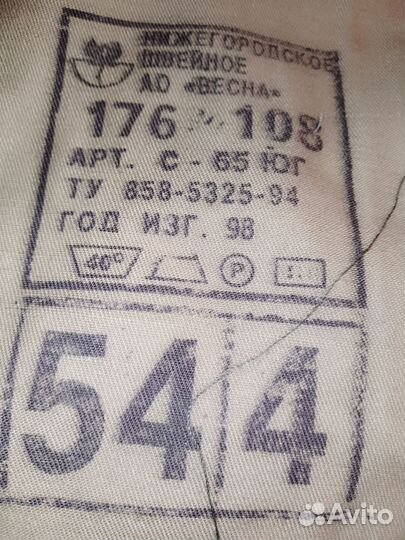 НИЖЕГОРОДСКОЕ
ШВЕЙНОЕ
АО «ВЕСНА»
176 108
АРТ. С - 65 ЮГ
ТУ 858-5325-94
ГОД ИЗГ. 98
40° Р
54 4
Avito